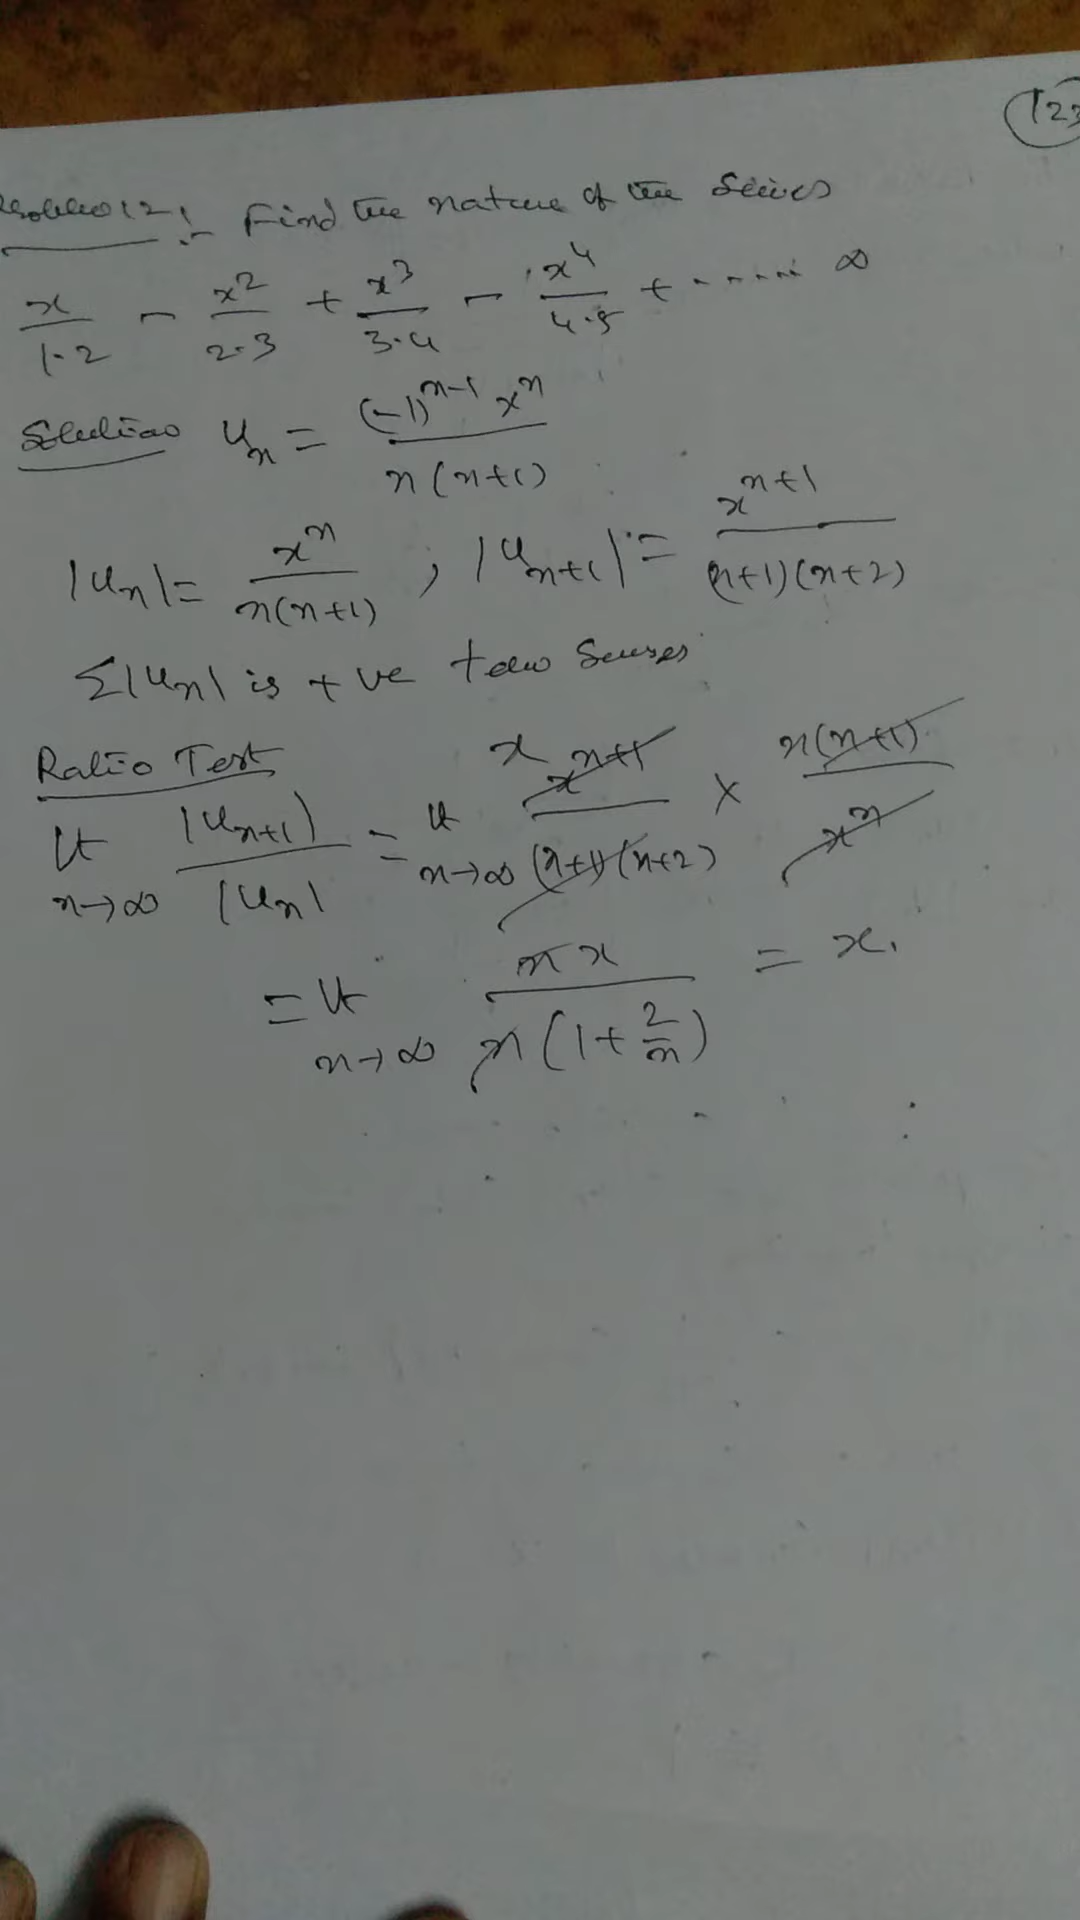 123
Problem 12:- Find the nature of the series
x/1·2 - x²/2·3 + x³/3·4 - x⁴/4·5 + ...... ∞
Solution uₙ = (-1)ⁿ⁻¹ xⁿ / n(n+1)
|uₙ| = xⁿ / n(n+1) , |uₙ₊₁| = xⁿ⁺¹ / (n+1)(n+2)
Σ|uₙ| is +ve term series
Ratio Test
Lt n→∞ |uₙ₊₁| / |uₙ| = Lt n→∞ x xⁿ⁺¹ / (n+1)(n+2) × n(n+1) / xⁿ
= Lt n→∞ n x / n(1+2/n) = x.